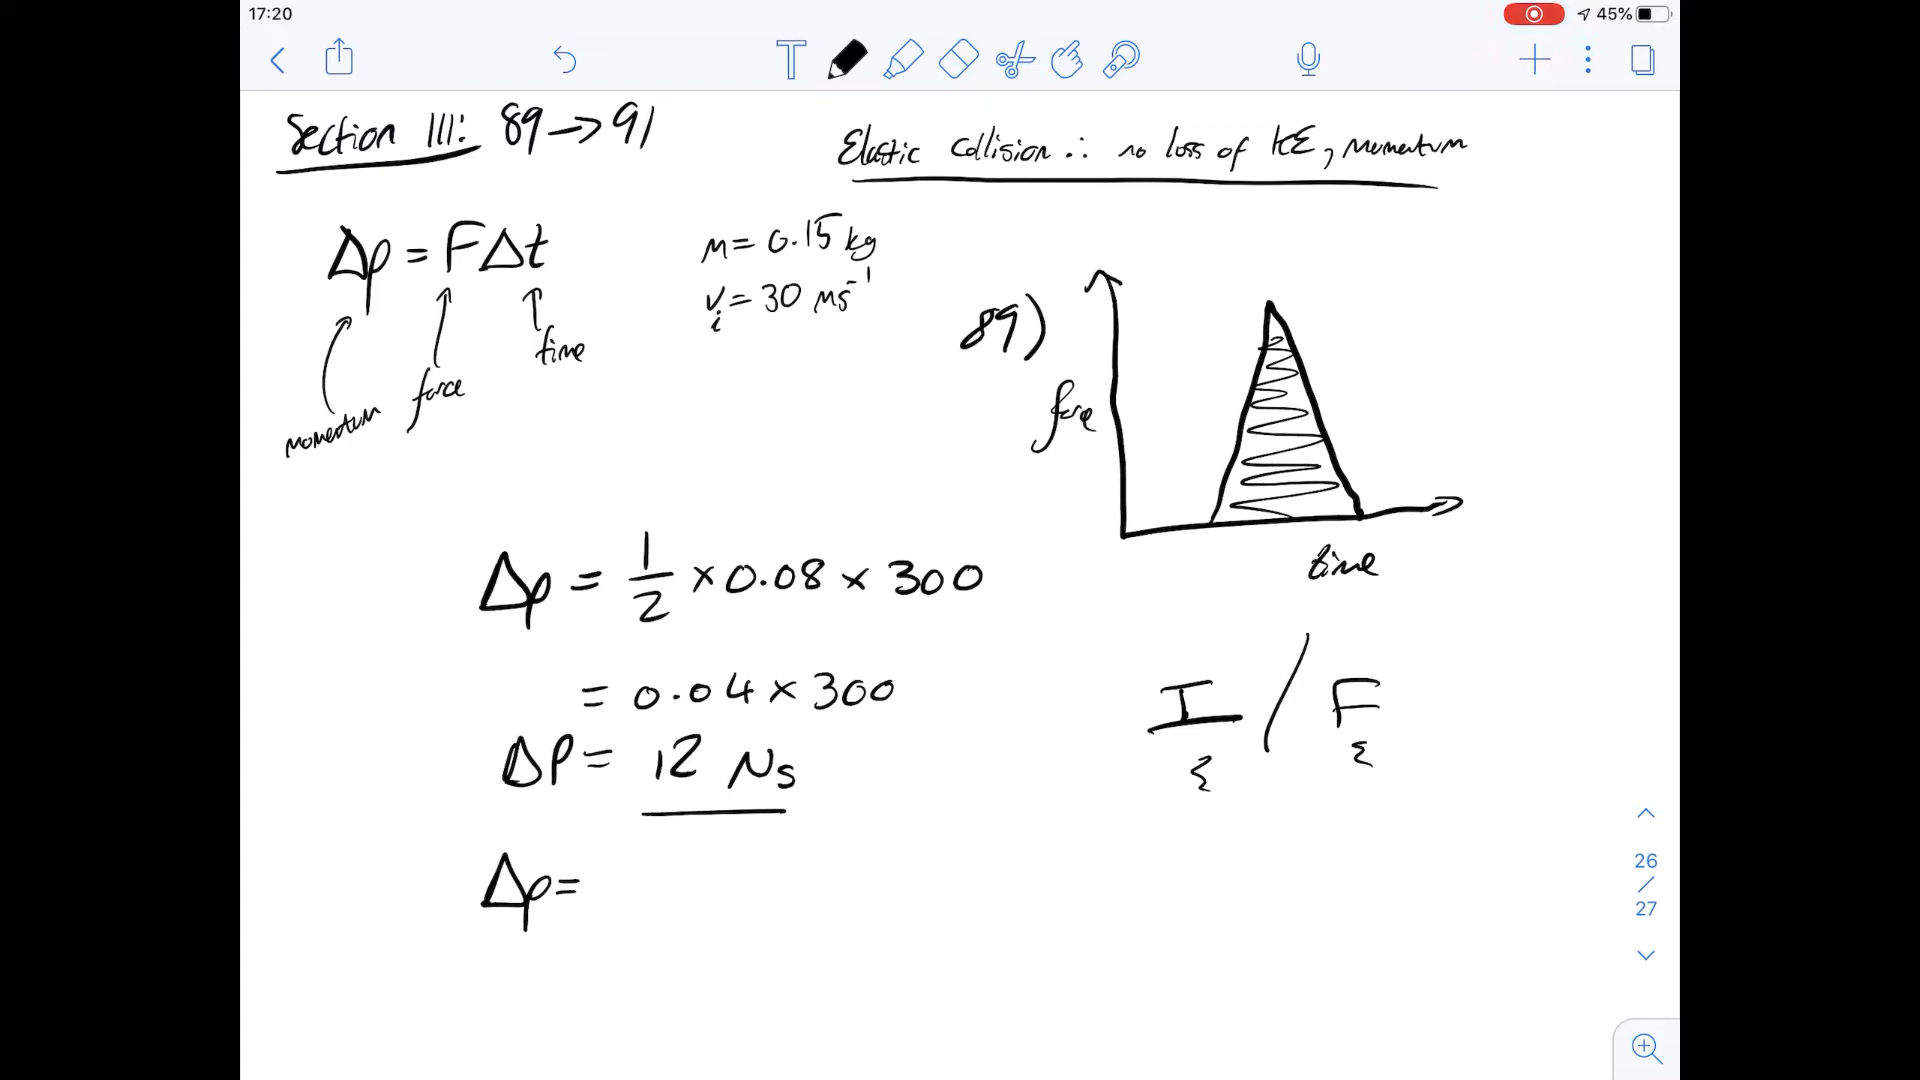 17:20
45%
Section III: 89→91
Elastic Collision ∴ no loss of KE, momentum
Δp = FΔt
momentum
force
time
m = 0.15 kg
vᵢ = 30 ms⁻¹
89)
force
time
Δp = 1/2 × 0.08 × 300
= 0.04 × 300
ΔP = 12 Ns
Δp=
I / F
26
/
27